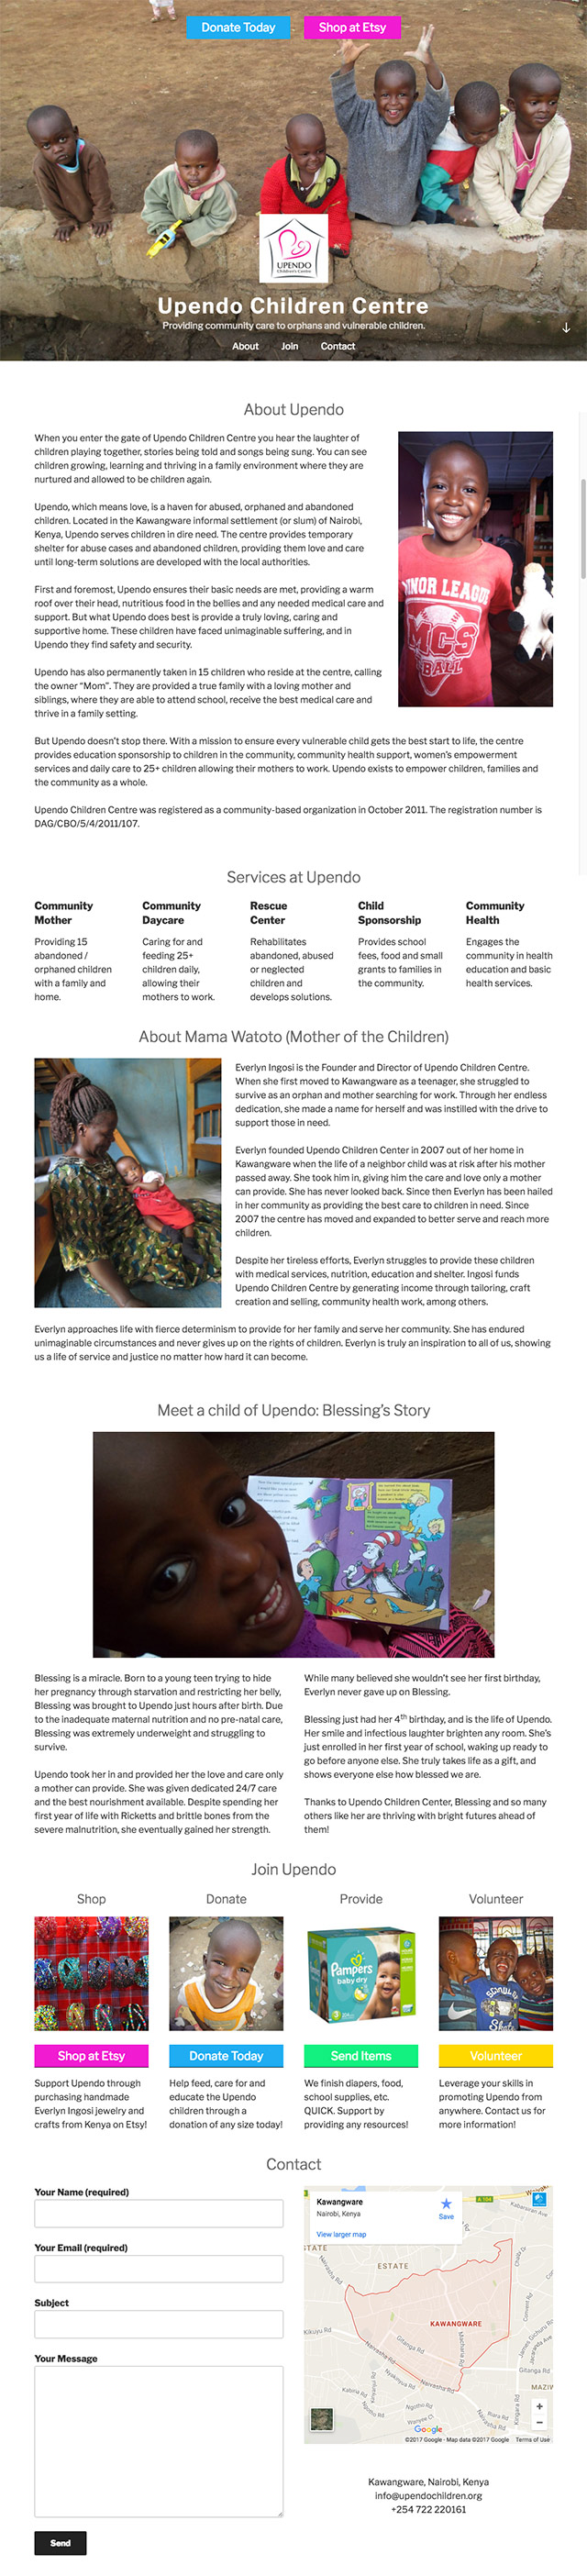 Donate Today
Shop at Etsy
UPENDO
Children's Centre
Upendo Children Centre
Providing community care to orphans and vulnerable children.
About
Join
Contact
About Upendo
When you enter the gate of Upendo Children Centre you hear the laughter of
children playing together, stories being told and songs being sung. You can see
children growing, learning and thriving in a family environment where they are
nurtured and allowed to be children again.
Upendo, which means love, is a haven for abused, orphaned and abandoned
children. Located in the Kawangware informal settlement (or slum) of Nairobi,
Kenya, Upendo serves children in dire need. The centre provides temporary
shelter for abuse cases and abandoned children, providing them love and care
until long-term solutions are developed with the local authorities.
First and foremost, Upendo ensures their basic needs are met, providing a warm
roof over their head, nutritious food in the bellies and any needed medical care and
support. But what Upendo does best is provide a truly loving, caring and
supportive home. These children have faced unimaginable suffering, and in
Upendo they find safety and security.
Upendo has also permanently taken in 15 children who reside at the centre, calling
the owner “Mom”. They are provided a true family with a loving mother and
siblings, where they are able to attend school, receive the best medical care and
thrive in a family setting.
MINOR LEAGUE
MCS
BALL
But Upendo doesn’t stop there. With a mission to ensure every vulnerable child gets the best start to life, the centre
provides education sponsorship to children in the community, community health support, women’s empowerment
services and daily care to 25+ children allowing their mothers to work. Upendo exists to empower children, families and
the community as a whole.
Upendo Children Centre was registered as a community-based organization in October 2011. The registration number is
DAG/CBO/5/4/2011/107.
Services at Upendo
Community
Mother
Providing 15
abandoned /
orphaned children
with a family and
home.
Community
Daycare
Caring for and
feeding 25+
children daily,
allowing their
mothers to work.
Rescue
Center
Rehabilitates
abandoned, abused
or neglected
children and
develops solutions.
Child
Sponsorship
Provides school
fees, food and small
grants to families in
the community.
Community
Health
Engages the
community in health
education and basic
health services.
About Mama Watoto (Mother of the Children)
Everlyn Ingosi is the Founder and Director of Upendo Children Centre.
When she first moved to Kawangware as a teenager, she struggled to
survive as an orphan and mother searching for work. Through her endless
dedication, she made a name for herself and was instilled with the drive to
support those in need.
Everlyn founded Upendo Children Center in 2007 out of her home in
Kawangware when the life of a neighbor child was at risk after his mother
passed away. She took him in, giving him the care and love only a mother
can provide. She has never looked back. Since then Everlyn has been hailed
in her community as providing the best care to children in need. Since
2007 the centre has moved and expanded to better serve and reach more
children.
Despite her tireless efforts, Everlyn struggles to provide these children
with medical services, nutrition, education and shelter. Ingosi funds
Upendo Children Centre by generating income through tailoring, craft
creation and selling, community health work, among others.
Everlyn approaches life with fierce determinism to provide for her family and serve her community. She has endured
unimaginable circumstances and never gives up on the rights of children. Everlyn is truly an inspiration to all of us, showing
us a life of service and justice no matter how hard it can become.
Meet a child of Upendo: Blessing’s Story
Blessing is a miracle. Born to a young teen trying to hide
her pregnancy through starvation and restricting her belly,
Blessing was brought to Upendo just hours after birth. Due
to the inadequate maternal nutrition and no pre-natal care,
Blessing was extremely underweight and struggling to
survive.
Upendo took her in and provided her the love and care only
a mother can provide. She was given dedicated 24/7 care
and the best nourishment available. Despite spending her
first year of life with Ricketts and brittle bones from the
severe malnutrition, she eventually gained her strength.
While many believed she wouldn’t see her first birthday,
Everlyn never gave up on Blessing.
Blessing just had her 4th birthday, and is the life of Upendo.
Her smile and infectious laughter brighten any room. She’s
just enrolled in her first year of school, waking up ready to
go before anyone else. She truly takes life as a gift, and
shows everyone else how blessed we are.
Thanks to Upendo Children Center, Blessing and so many
others like her are thriving with bright futures ahead of
them!
Join Upendo
Shop
Shop at Etsy
Support Upendo through
purchasing handmade
Everlyn Ingosi jewelry and
crafts from Kenya on Etsy!
Donate
Donate Today
Help feed, care for and
educate the Upendo
children through a
donation of any size today!
Provide
Pampers
baby dry
3
Send Items
We finish diapers, food,
school supplies, etc.
QUICK. Support by
providing any resources!
Volunteer
Volunteer
Leverage your skills in
promoting Upendo from
anywhere. Contact us for
more information!
Contact
Your Name (required)
Your Email (required)
Subject
Your Message
Send
Kawangware
Nairobi, Kenya
Save
View larger map
A 104
Kabarsiran Ave
ESTATE
KAWANGWARE
Naivasha Rd
Gitanga Rd
Macharia Rd
James Gichuru Rd
Jacaranda Ave
Kikuyu Rd
Gitanga Rd
Nyakinyua Rd
Naivasha Rd
MAZIW
Kabiria Rd
Ngotho Rd
Kingara Rd
Riara Rd
Google
©2017 Google - Map data ©2017 Google
Terms of Use
Kawangware, Nairobi, Kenya
info@upendochildren.org
+254 722 220161